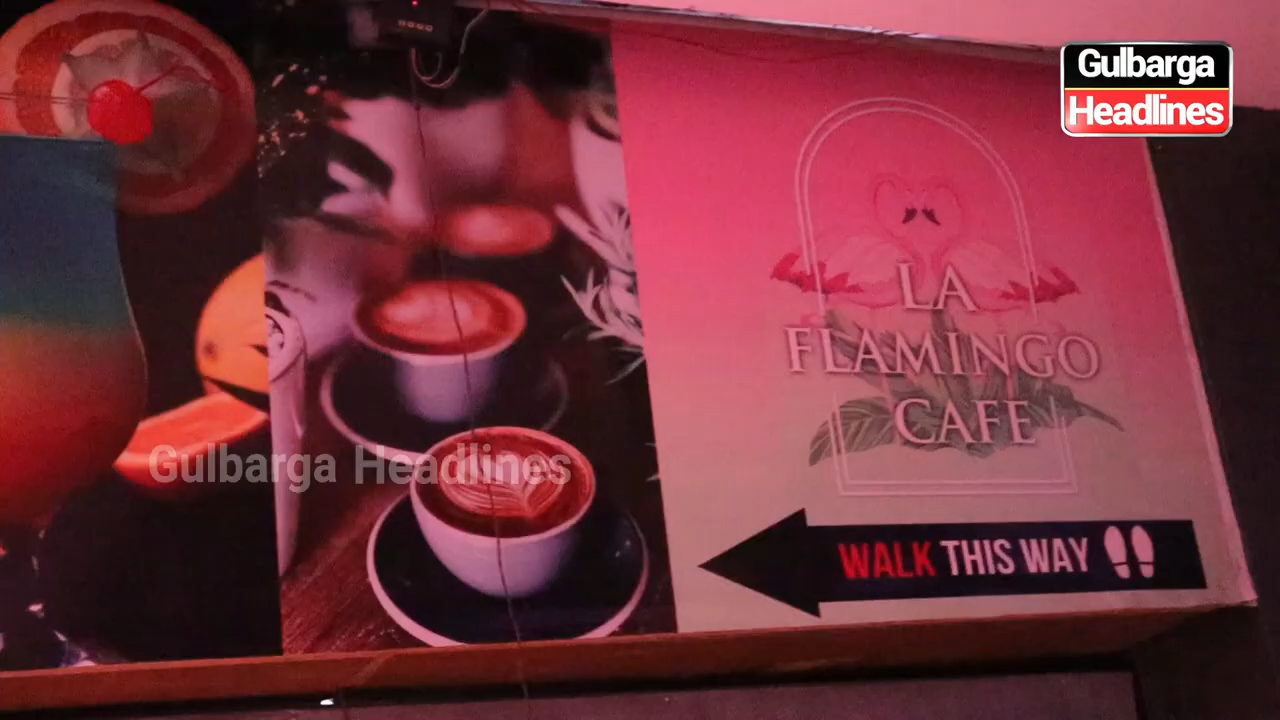 Gulbarga
Headlines
LA
FLAMINGO
CAFE
Gulbarga Headlines
WALK THIS WAY